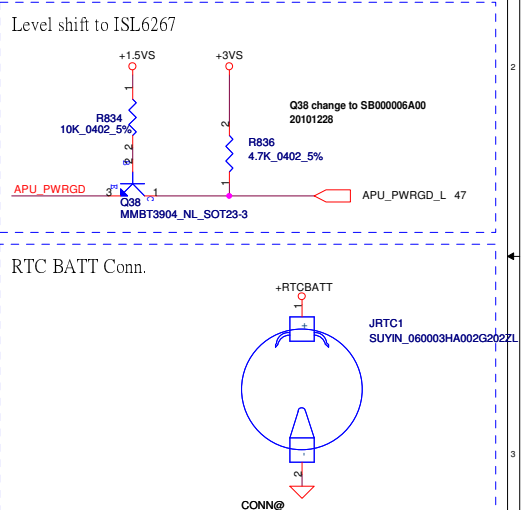 Level shift to ISL6267
+1.5VS
+3VS
2
1
R834
10K_0402_5%
2
Q38 change to SB000006A00
20101228
2
R836
4.7K_0402_5%
2
B
1
APU_PWRGD
3
E
C
1
APU_PWRGD_L 47
Q38
MMBT3904_NL_SOT23-3
RTC BATT Conn.
+RTCBATT
1
+
JRTC1
SUYIN_060003HA002G202ZL
-
3
2
CONN@